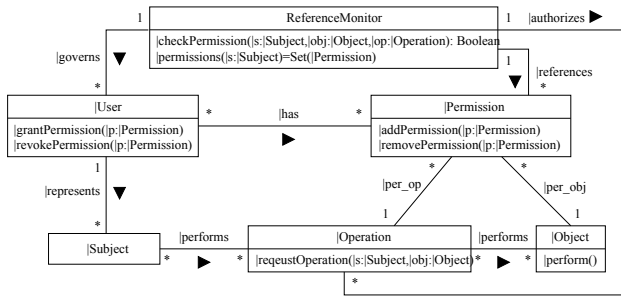 ReferenceMonitor
1
1
|authorizes
|checkPermission(|s:|Subject,|obj:|Object,|op:|Operation): Boolean
|permissions(|s:|Subject)=Set(|Permission)
|governs
1
|references
*
*
|User
*
|has
*
|Permission
|grantPermission(|p:|Permission)
|revokePermission(|p:|Permission)
|addPermission(|p:|Permission)
|removePermission(|p:|Permission)
1
*
*
|represents
|per_op
|per_obj
*
1
1
|Subject
|performs
|Operation
|performs
|Object
*
*
|reqeustOperation(|s:|Subject,|obj:|Object)
*
*
|perform()
*